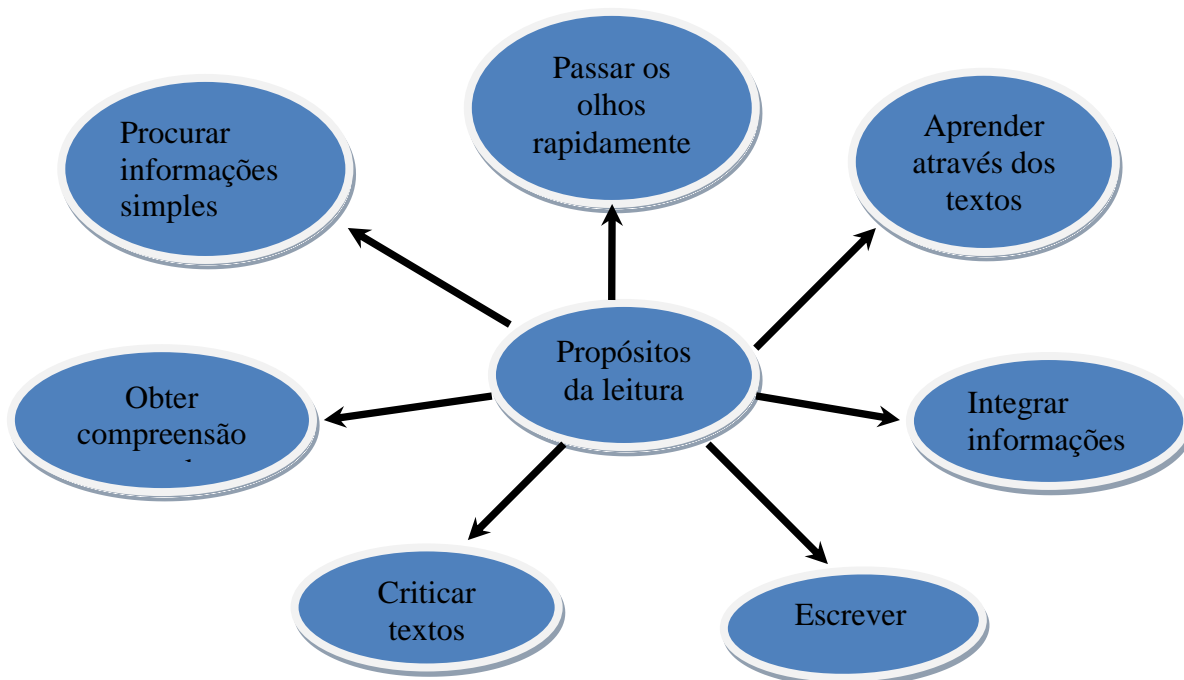 Passar os
olhos
rapidamente
Procurar
informações
simples
Aprender
através dos
textos
Propósitos
da leitura
Obter
compreensão
Integrar
informações
Criticar
textos
Escrever